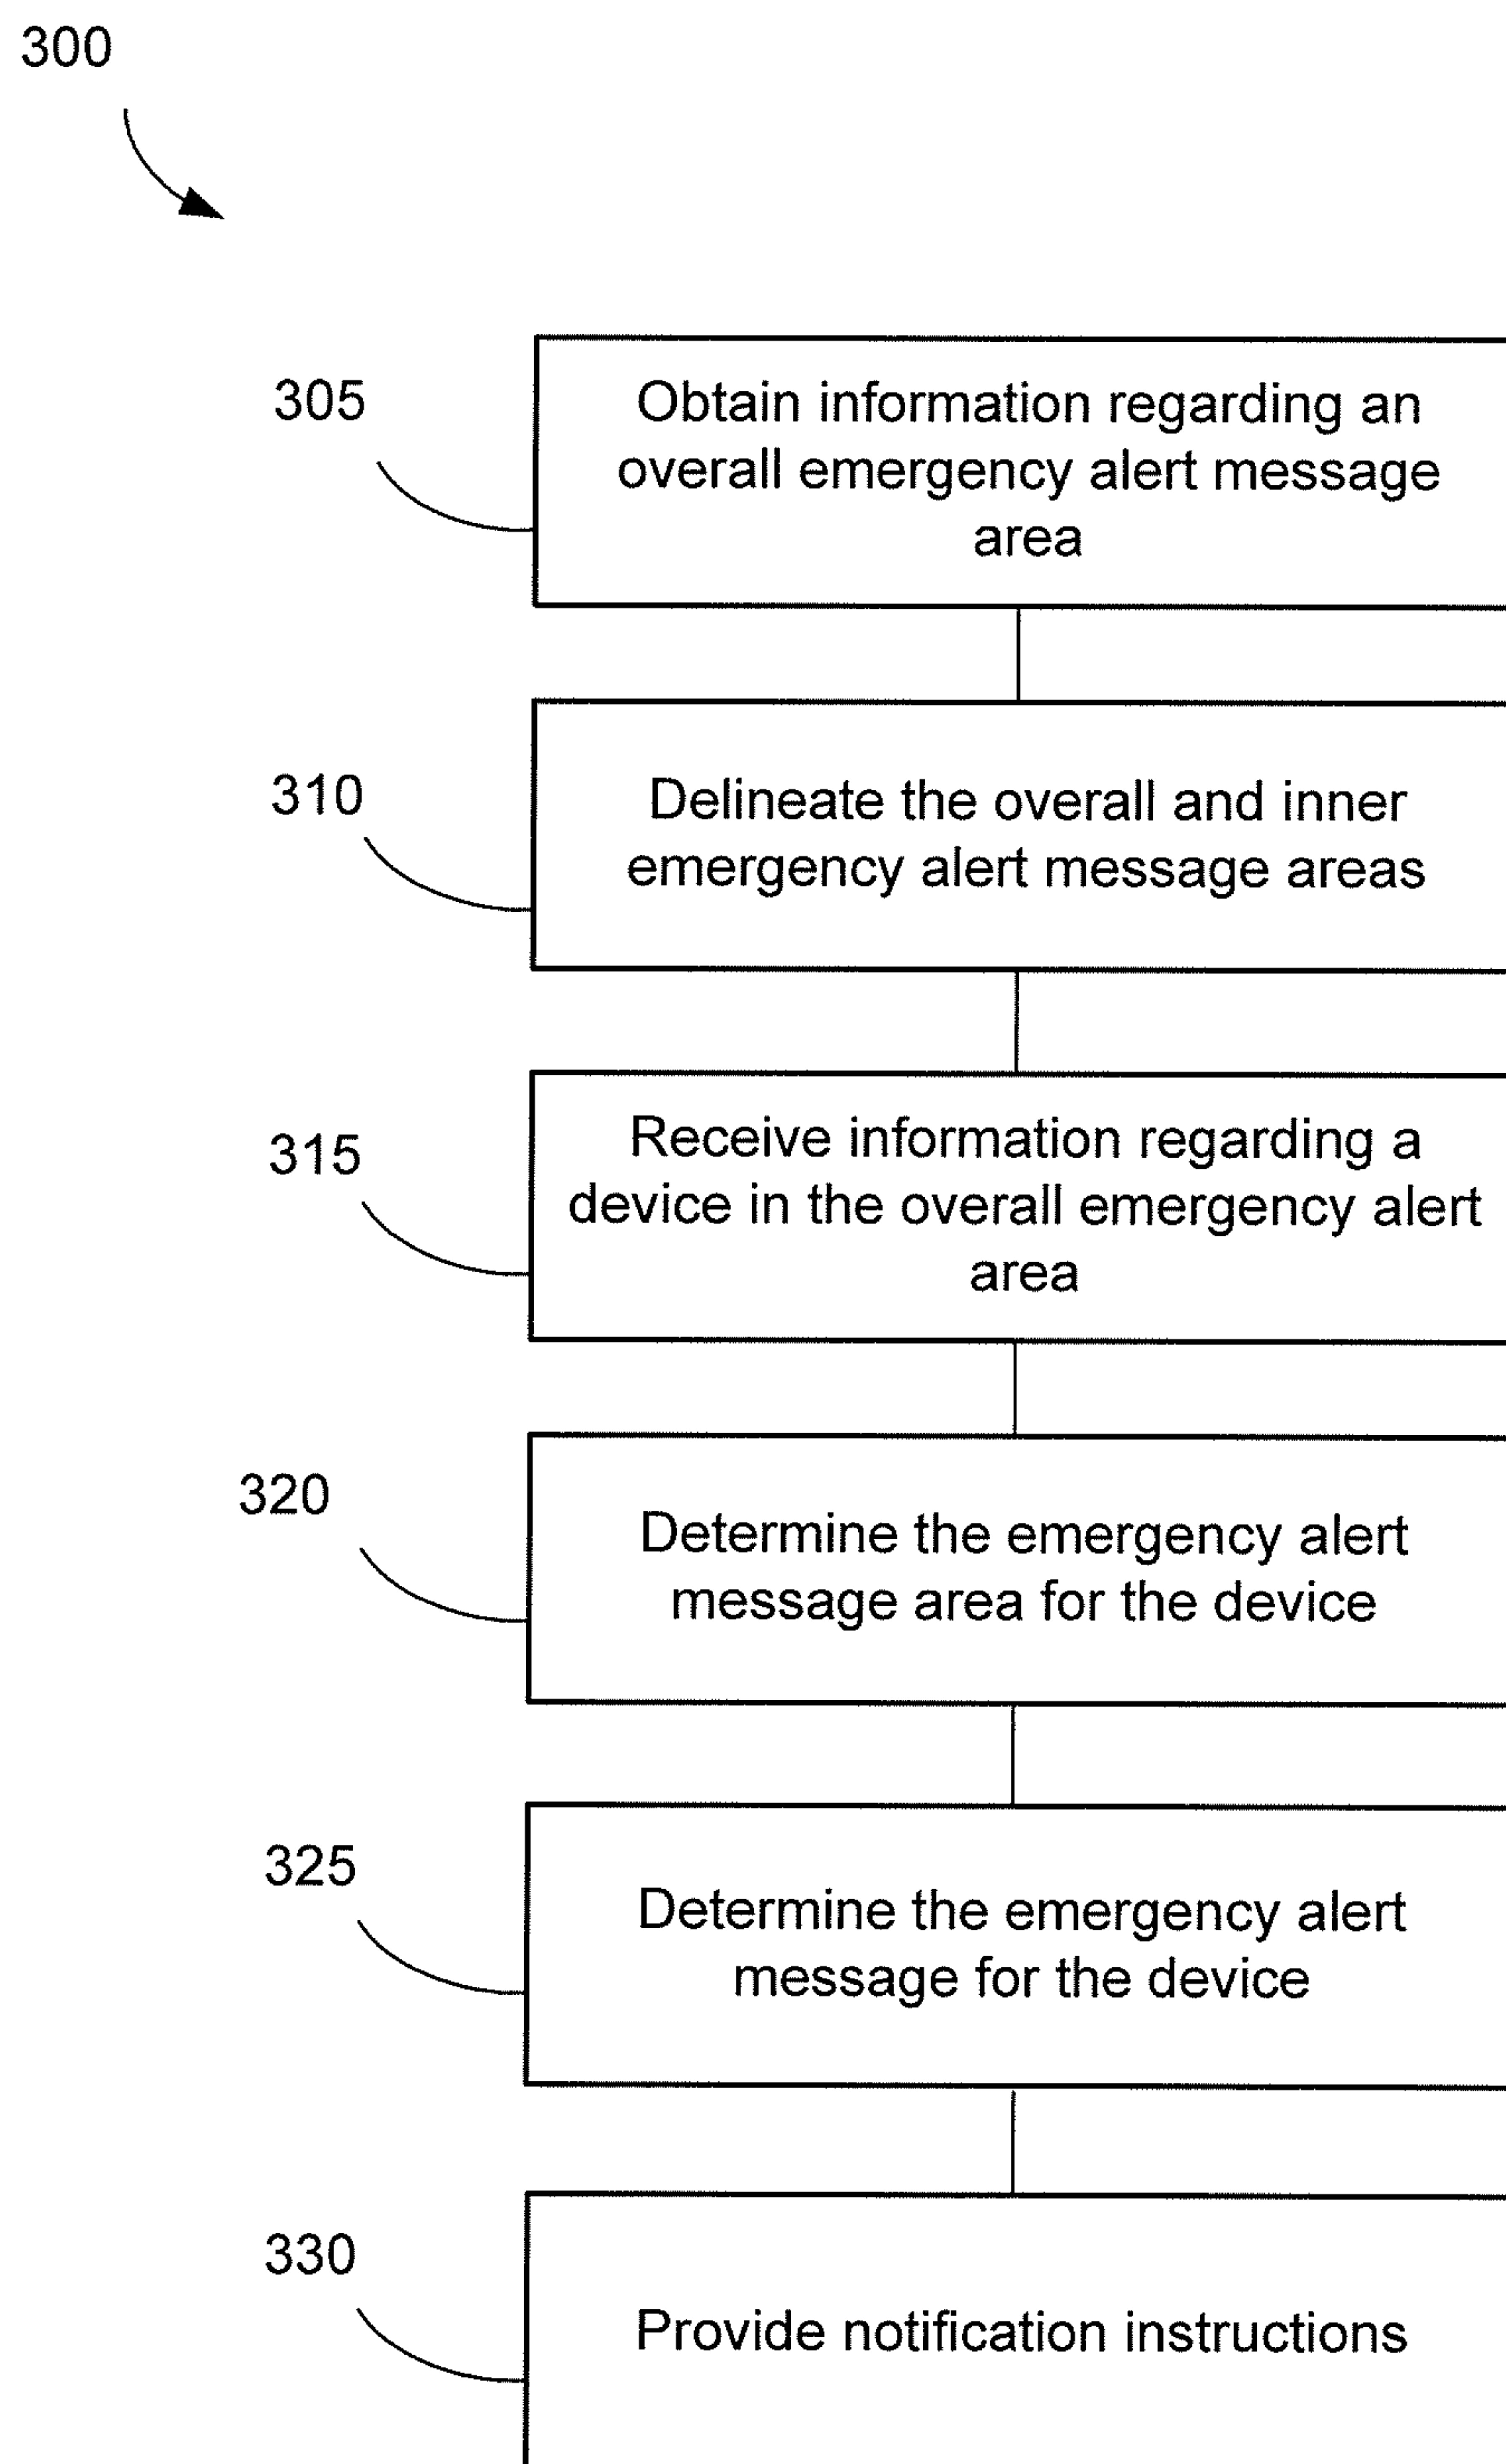 300
305
Obtain information regarding an
overall emergency alert message
area
310
Delineate the overall and inner
emergency alert message areas
315
Receive information regarding a
device in the overall emergency alert
area
320
Determine the emergency alert
message area for the device
325
Determine the emergency alert
message for the device
330
Provide notification instructions